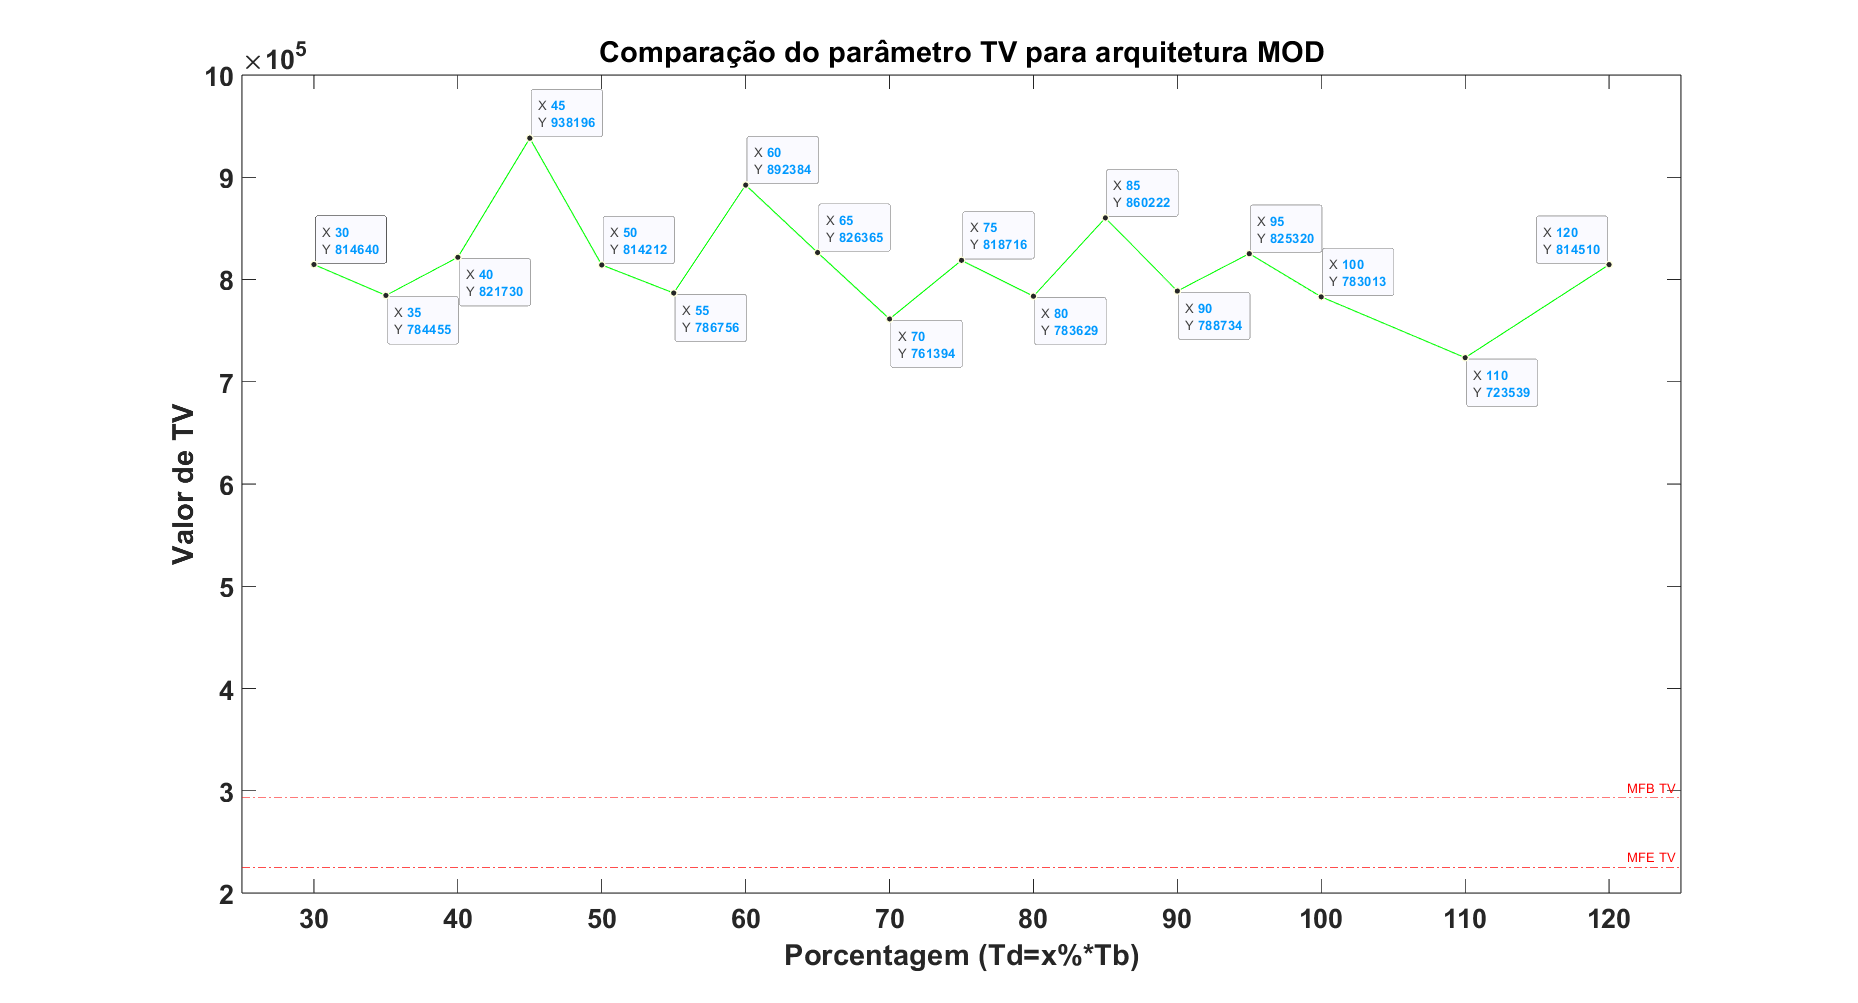 Comparação do parâmetro TV para arquitetura MOD
×10^5
10
9
8
7
6
5
4
3
2
Valor de TV
X 30
Y 814640
X 35
Y 784455
X 40
Y 821730
X 45
Y 938196
X 50
Y 814212
X 55
Y 786756
X 60
Y 892384
X 65
Y 826365
X 70
Y 761394
X 75
Y 818716
X 80
Y 783629
X 85
Y 860222
X 90
Y 788734
X 95
Y 825320
X 100
Y 783013
X 110
Y 723539
X 120
Y 814510
MFB TV
MFE TV
30 40 50 60 70 80 90 100 110 120
Porcentagem (Td=x%*Tb)